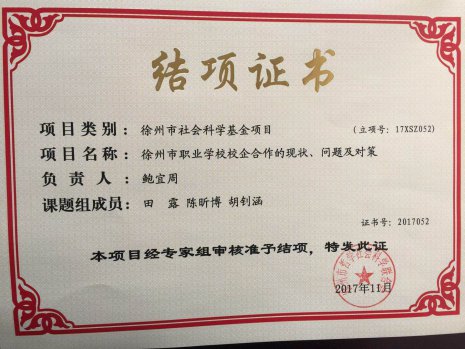 结项证书
项目类别：徐州市社会科学基金项目 （立项号：17XSZ052）
项目名称：徐州市职业学校校企合作的现状、问题及对策
负责人：鲍宜周
课题组成员：田 露 陈昕博 胡钊涵
证书号：2017052
本项目经专家组审核准予结项，特发此证
2017年11月